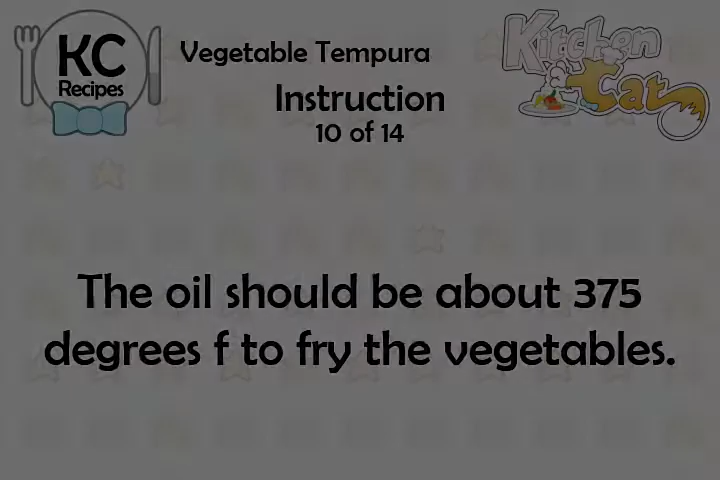 KC
Recipes
Vegetable Tempura
Kitchen
Cat
Instruction
10 of 14
The oil should be about 375
degrees f to fry the vegetables.